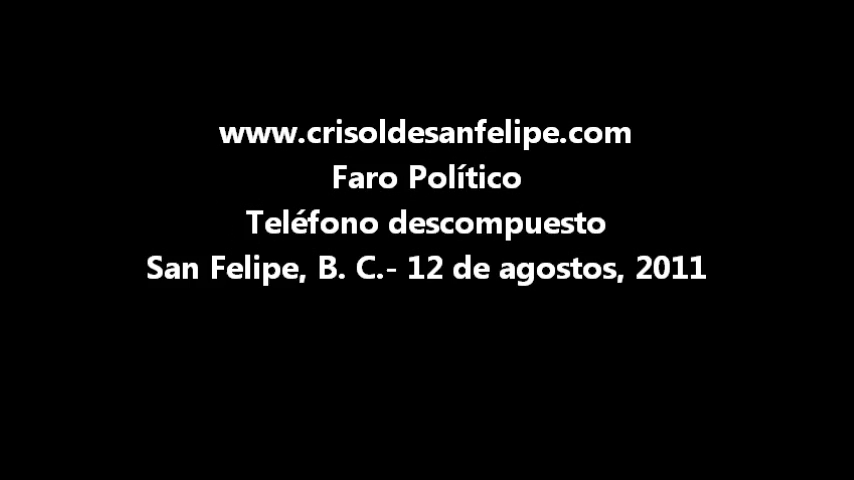 www.crisoldesanfelipe.com
Faro Político
Teléfono descompuesto
San Felipe, B. C.- 12 de agostos, 2011